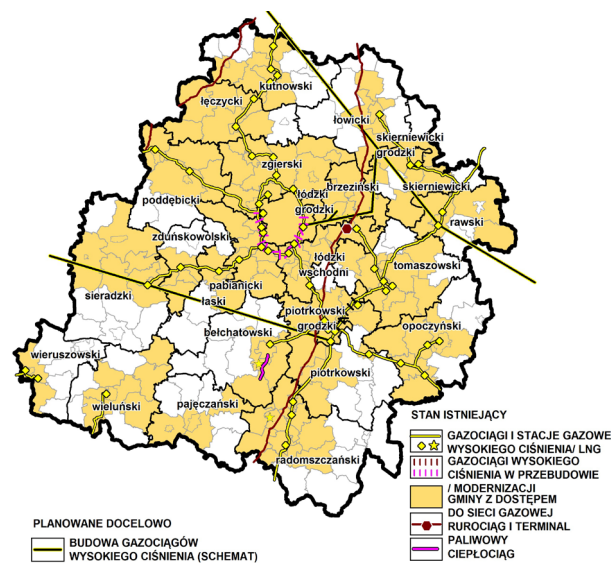 kutnowski
łęczycki
łowicki
skierniewicki
grodzki
zgierski
brzeziński
skierniewicki
łódzki
grodzki
poddębicki
rawski
zduńskowolski
łódzki
wschodni
tomaszowski
sieradzki
pabianicki
łaski
piotrkowski
grodzki
bełchatowski
opoczyński
wieruszowski
piotrkowski
wieluński
pajęczański
radomszczański
STAN ISTNIEJĄCY
GAZOCIĄGI I STACJE GAZOWE
WYSOKIEGO CIŚNIENIA/ LNG
GAZOCIĄGI WYSOKIEGO
CIŚNIENIA W PRZEBUDOWIE
/ MODERNIZACJI
GMINY Z DOSTĘPEM
DO SIECI GAZOWEJ
RUROCIĄG I TERMINAL
PALIWOWY
CIEPŁOCIĄG
PLANOWANE DOCELOWO
BUDOWA GAZOCIĄGÓW
WYSOKIEGO CIŚNIENIA (SCHEMAT)